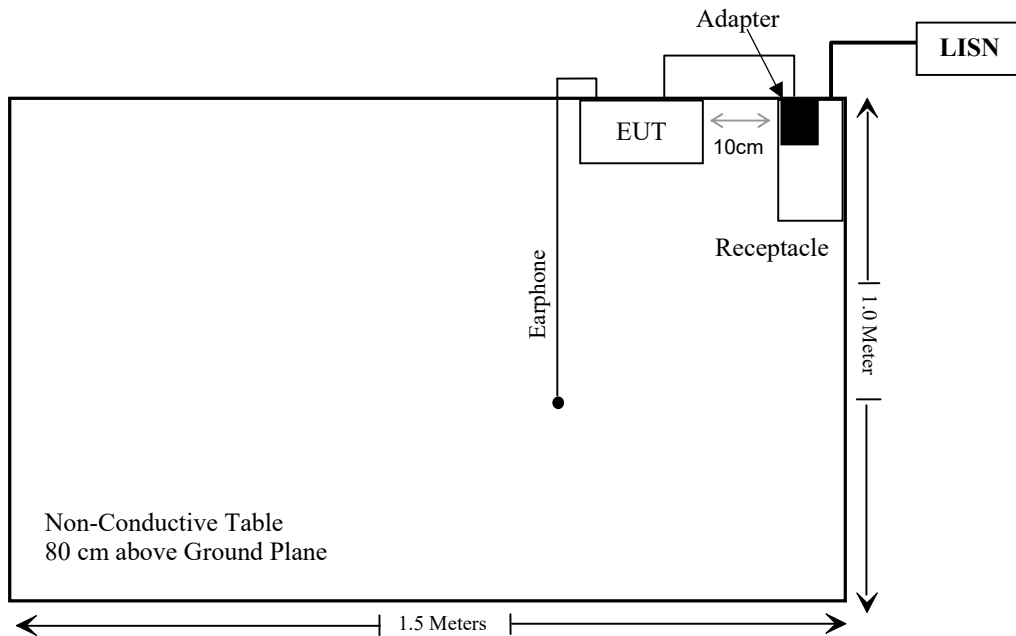 Adapter
LISN
EUT
10cm
Receptacle
Earphone
1.0 Meter
Non-Conductive Table
80 cm above Ground Plane
1.5 Meters